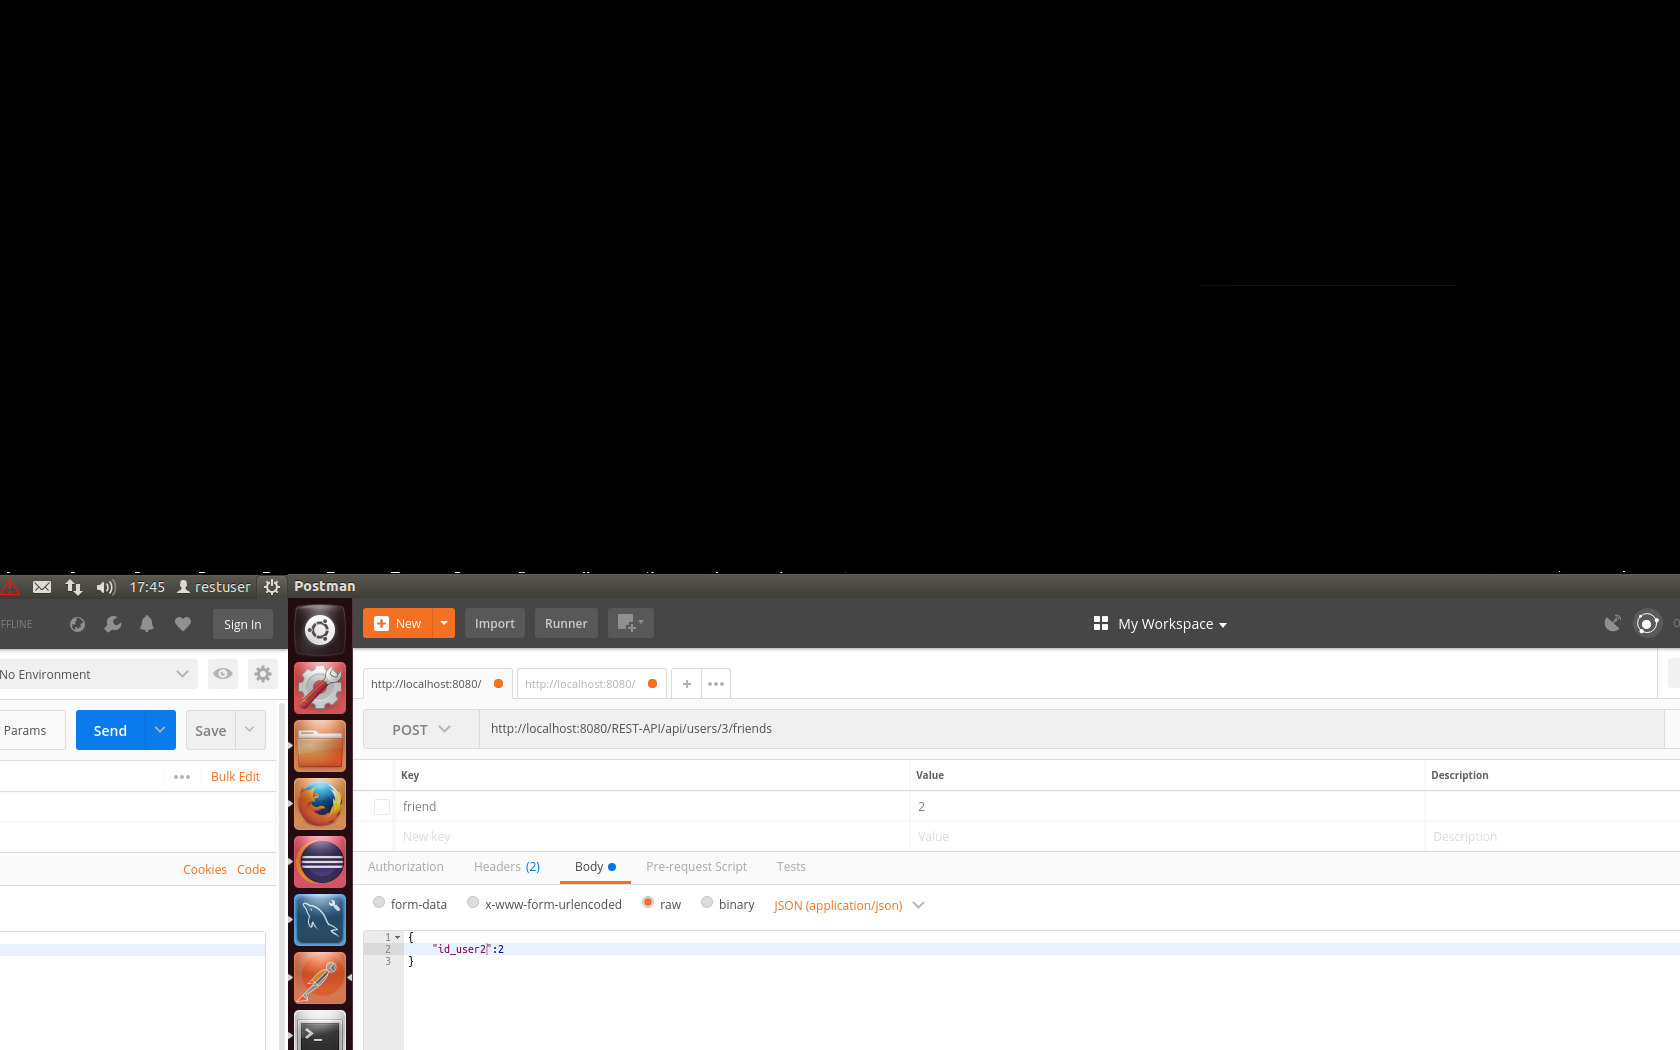 17:45 restuser Postman
FFLINE Sign In New Import Runner My Workspace
No Environment http://localhost:8080/ http://localhost:8080/ + •••
Params Send Save POST http://localhost:8080/REST-API/api/users/3/friends
••• Bulk Edit Key Value Description
friend 2
New key Value Description
Cookies Code Authorization Headers (2) Body Pre-request Script Tests
form-data x-www-form-urlencoded raw binary JSON (application/json)
1 {
2 "id_user2":2
3 }
>_